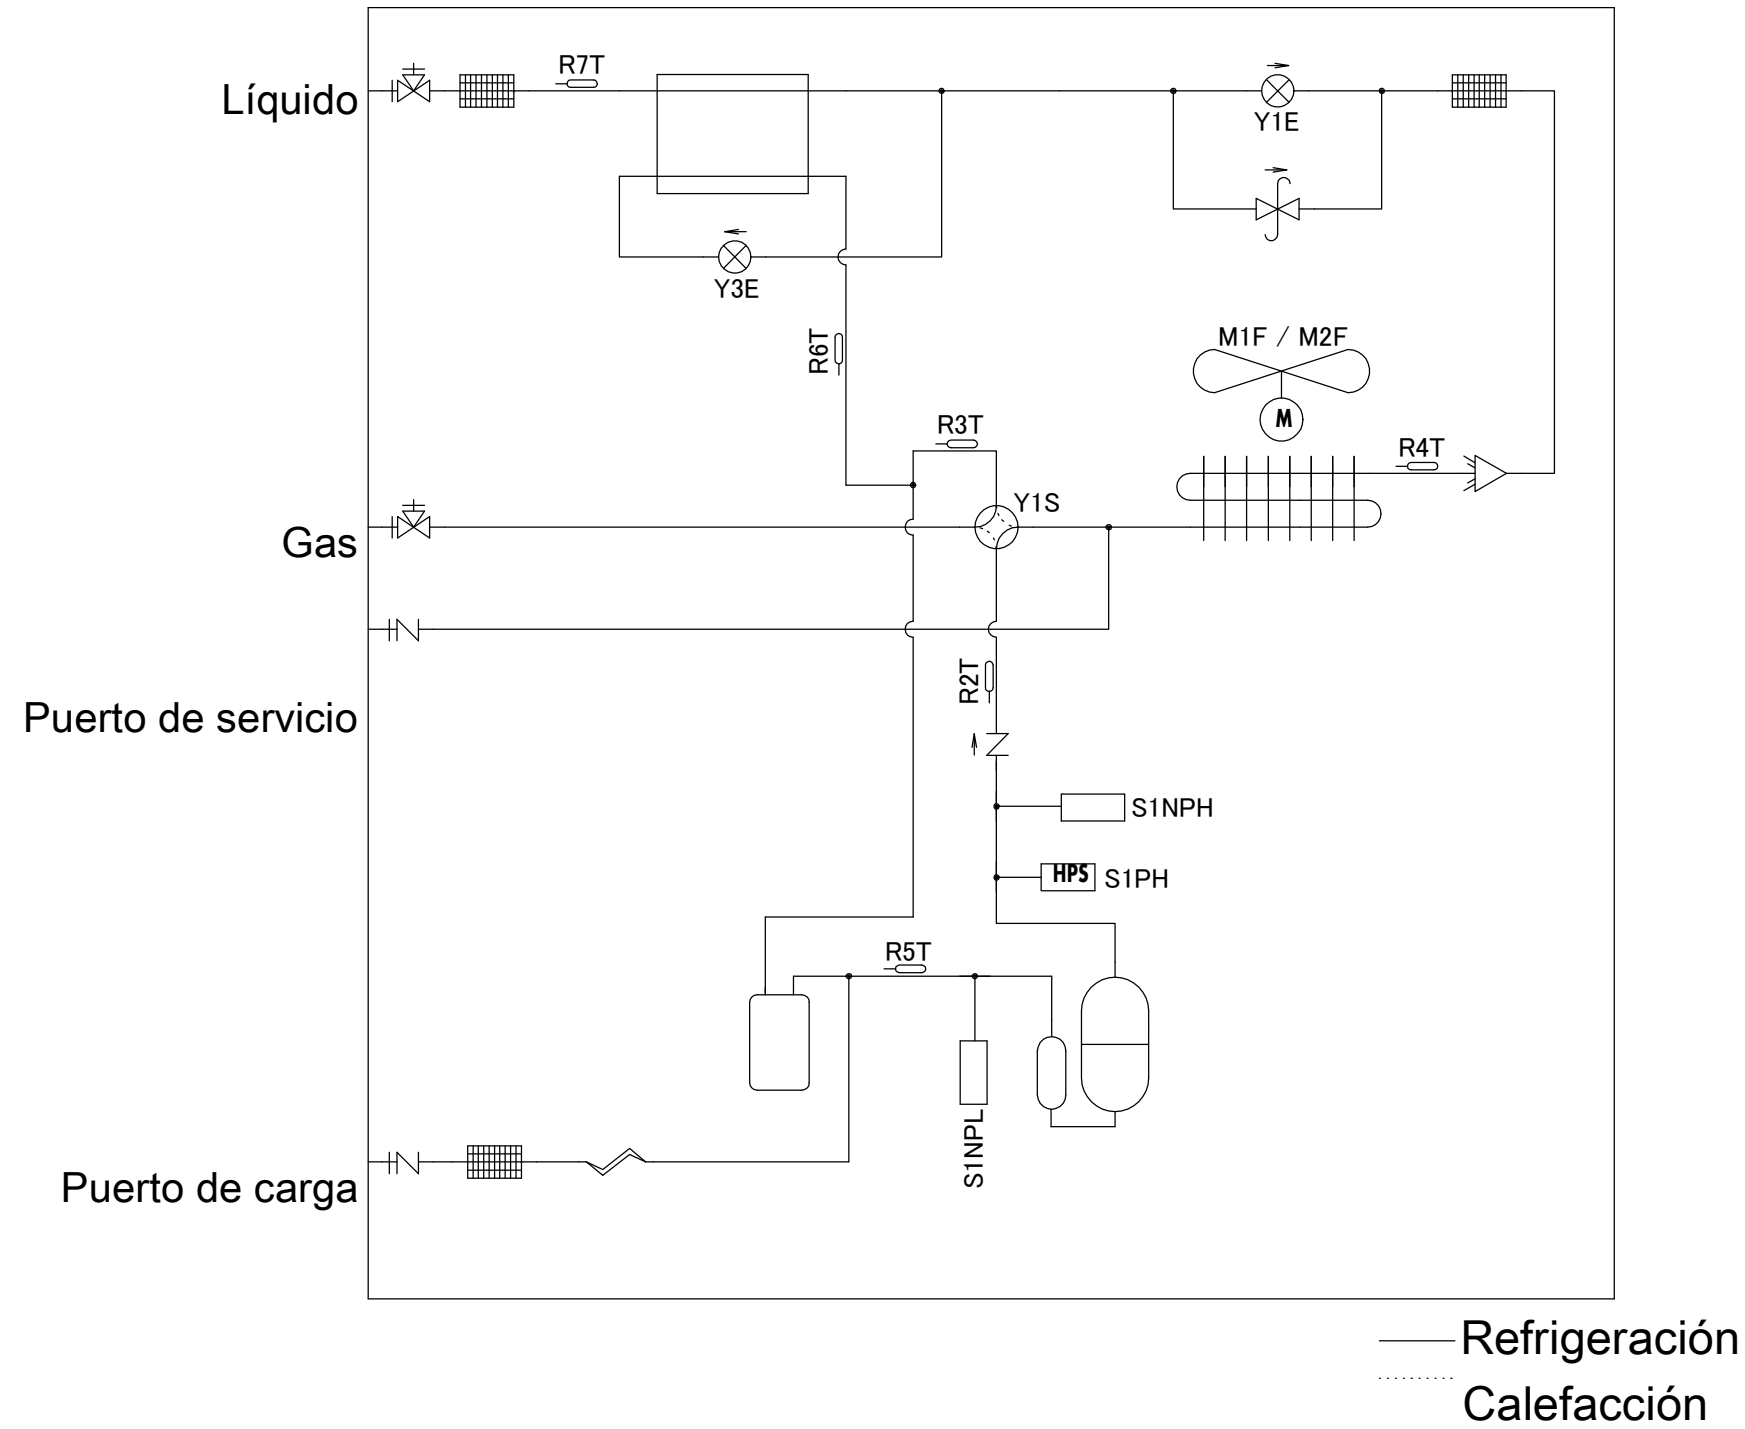 R7T
Líquido
Y1E
Y3E
R6T
M1F / M2F
M
R3T
R4T
Y1S
Gas
R2T
Puerto de servicio
S1NPH
HPS
S1PH
R5T
S1NPL
Puerto de carga
Refrigeración
Calefacción